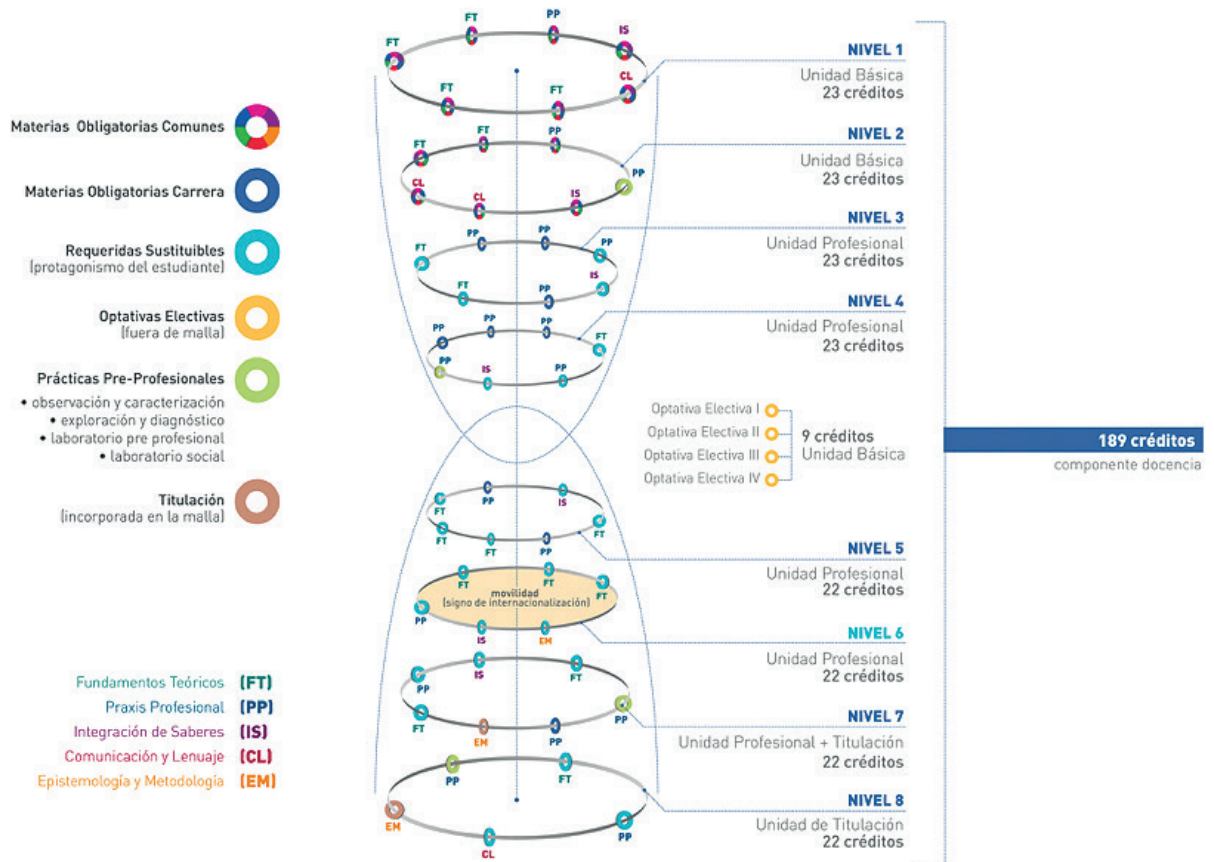 Materias Obligatorias Comunes
Materias Obligatorias Carrera
Requeridas Sustituibles
(protagonismo del estudiante)
Optativas Electivas
(fuera de malla)
Prácticas Pre-Profesionales
• observación y caracterización
• exploración y diagnóstico
• laboratorio pre profesional
• laboratorio social
Titulación
(incorporada en la malla)
Fundamentos Teóricos (FT)
Praxis Profesional (PP)
Integración de Saberes (IS)
Comunicación y Lenuaje (CL)
Epistemología y Metodología (EM)
FT FT PP IS
FT FT CL
NIVEL 1
Unidad Básica
23 créditos
FT FT PP PP
CL CL IS
NIVEL 2
Unidad Básica
23 créditos
FT PP PP PP
FT PP IS
NIVEL 3
Unidad Profesional
23 créditos
PP PP PP FT
PP IS PP
NIVEL 4
Unidad Profesional
23 créditos
Optativa Electiva I
Optativa Electiva II
Optativa Electiva III
Optativa Electiva IV
9 créditos
Unidad Básica
189 créditos
componente docencia
FT PP IS FT
FT FT PP
NIVEL 5
Unidad Profesional
22 créditos
FT FT FT
movilidad
(signo de internacionalización)
PP IS EM
NIVEL 6
Unidad Profesional
22 créditos
PP IS FT PP
FT EM PP
NIVEL 7
Unidad Profesional + Titulación
22 créditos
PP FT
EM CL PP
NIVEL 8
Unidad de Titulación
22 créditos